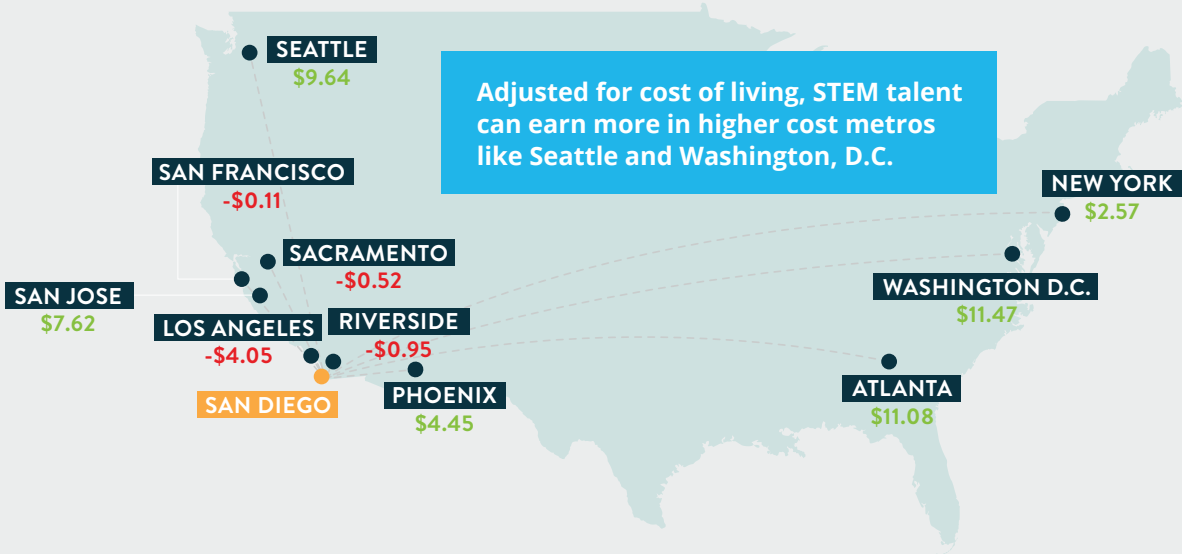 SEATTLE
$9.64
Adjusted for cost of living, STEM talent
can earn more in higher cost metros
like Seattle and Washington, D.C.
SAN FRANCISCO
-$0.11
NEW YORK
$2.57
SACRAMENTO
-$0.52
WASHINGTON D.C.
$11.47
SAN JOSE
$7.62
LOS ANGELES
-$4.05
RIVERSIDE
-$0.95
SAN DIEGO
PHOENIX
$4.45
ATLANTA
$11.08